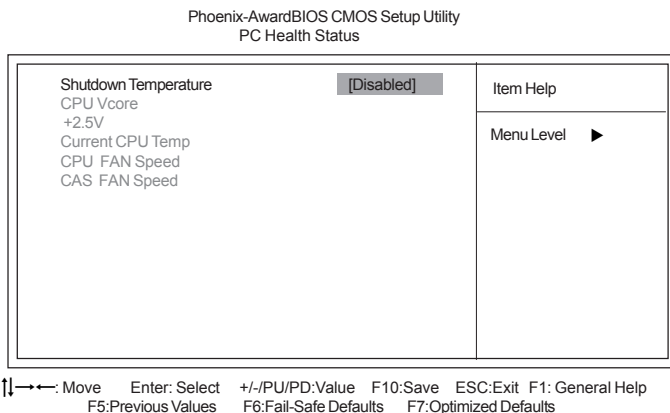 Phoenix-AwardBIOS CMOS Setup Utility
PC Health Status
Shutdown Temperature [Disabled]
CPU Vcore
+2.5V
Current CPU Temp
CPU FAN Speed
CAS FAN Speed
Item Help
Menu Level ▶
↑↓→←: Move Enter: Select +/-/PU/PD:Value F10:Save ESC:Exit F1: General Help
F5:Previous Values F6:Fail-Safe Defaults F7:Optimized Defaults